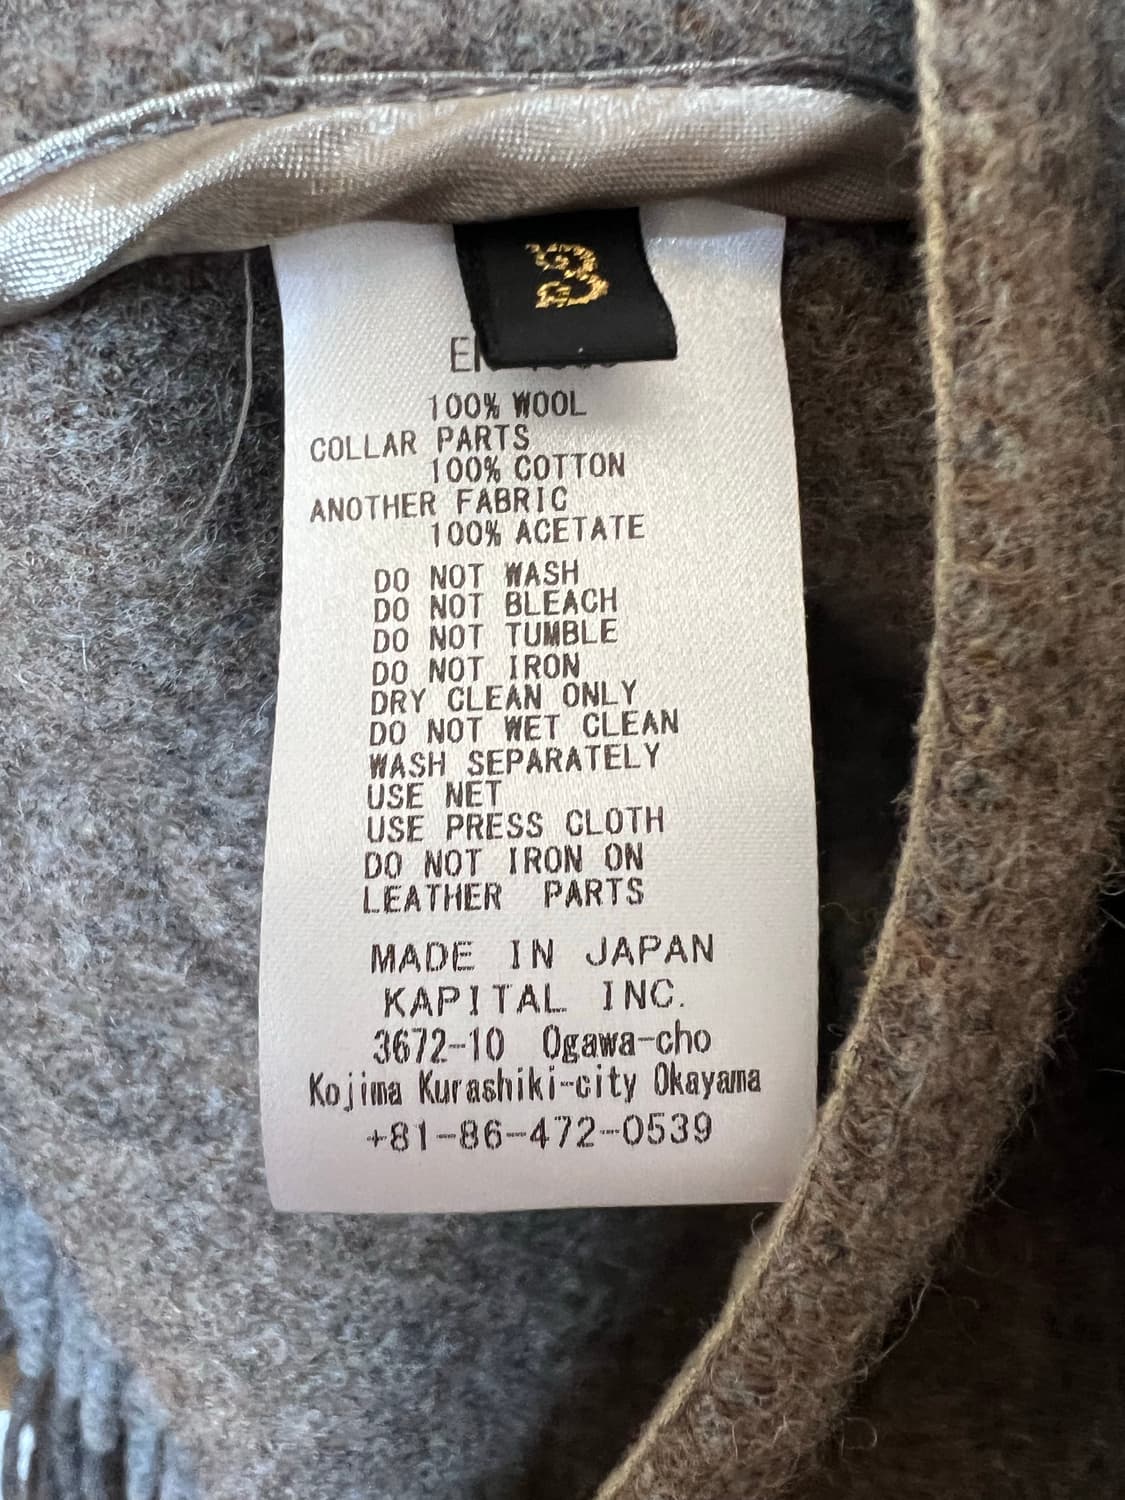 3
100% WOOL
COLLAR PARTS
100% COTTON
ANOTHER FABRIC
100% ACETATE
DO NOT WASH
DO NOT BLEACH
DO NOT TUMBLE
DO NOT IRON
DRY CLEAN ONLY
DO NOT WET CLEAN
WASH SEPARATELY
USE NET
USE PRESS CLOTH
DO NOT IRON ON
LEATHER PARTS
MADE IN JAPAN
KAPITAL INC.
3672-10 Ogawa-cho
Kojima Kurashiki-city Okayama
+81-86-472-0539